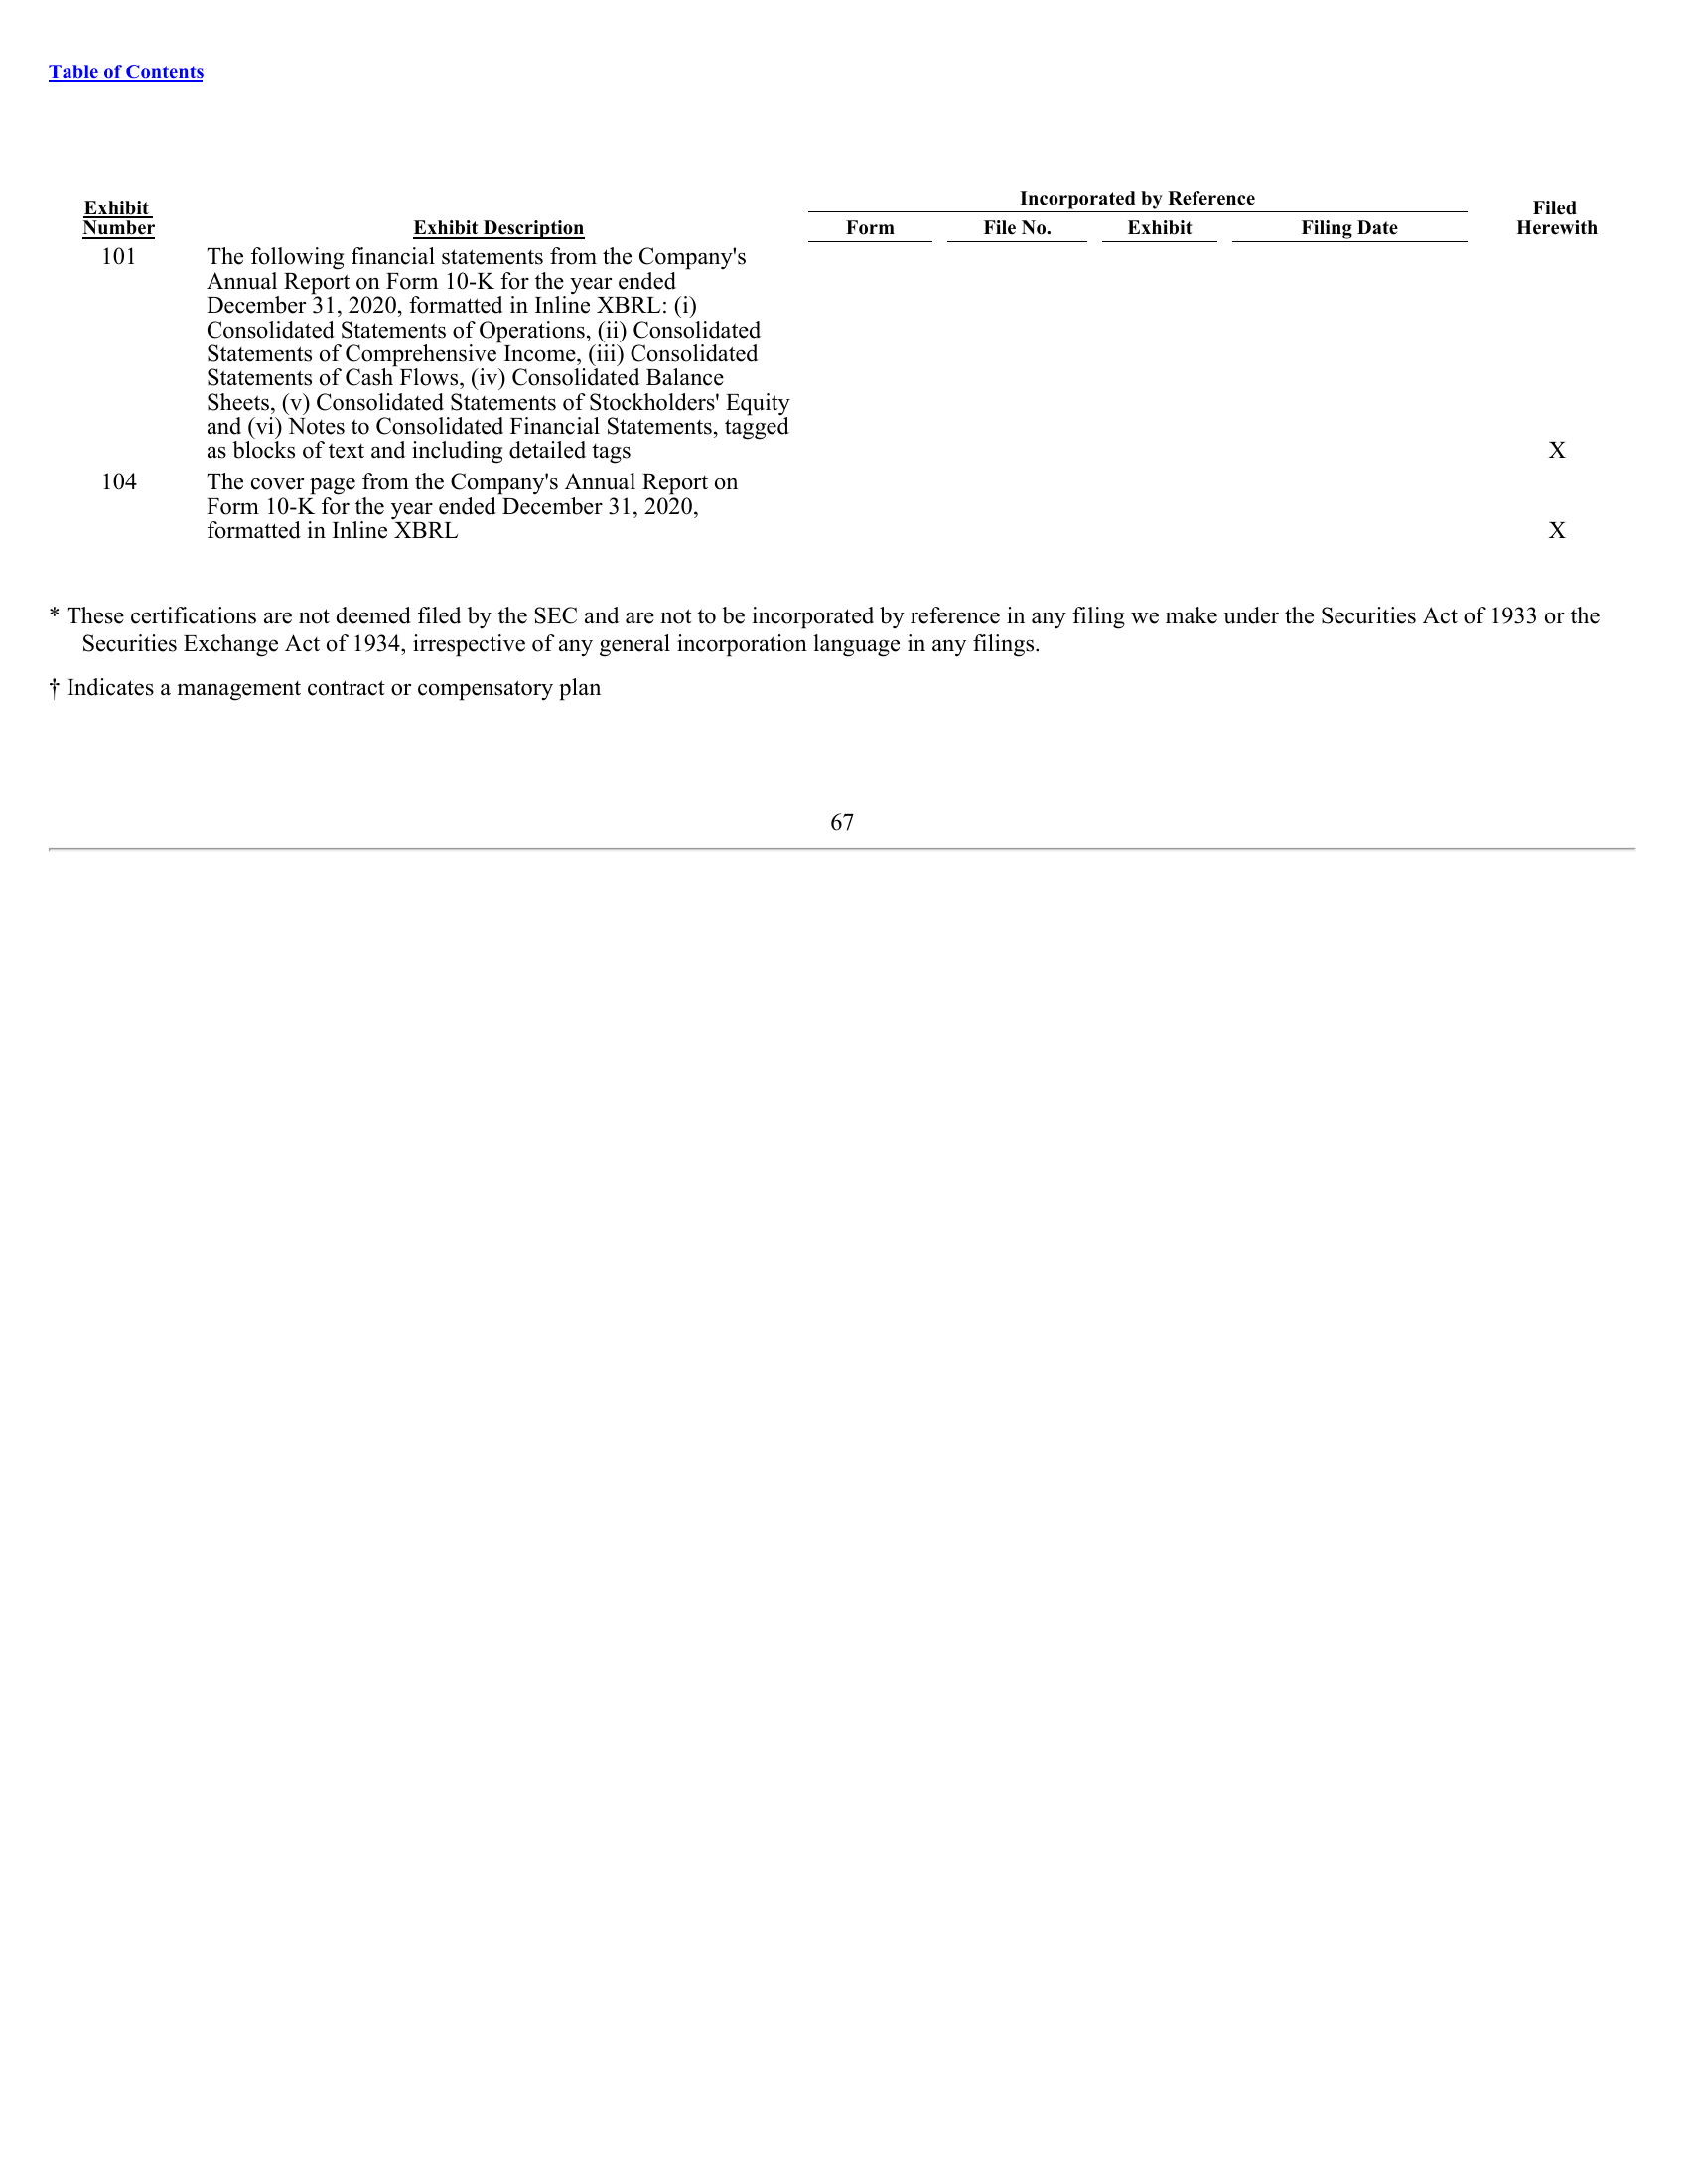 Table of Contents
Incorporated by Reference
Exhibit Number Exhibit Description Form File No. Exhibit Filing Date Filed Herewith
101 The following financial statements from the Company's
Annual Report on Form 10-K for the year ended
December 31, 2020, formatted in Inline XBRL: (i)
Consolidated Statements of Operations, (ii) Consolidated
Statements of Comprehensive Income, (iii) Consolidated
Statements of Cash Flows, (iv) Consolidated Balance
Sheets, (v) Consolidated Statements of Stockholders' Equity
and (vi) Notes to Consolidated Financial Statements, tagged
as blocks of text and including detailed tags X
104 The cover page from the Company's Annual Report on
Form 10-K for the year ended December 31, 2020,
formatted in Inline XBRL X
* These certifications are not deemed filed by the SEC and are not to be incorporated by reference in any filing we make under the Securities Act of 1933 or the
Securities Exchange Act of 1934, irrespective of any general incorporation language in any filings.
† Indicates a management contract or compensatory plan
67